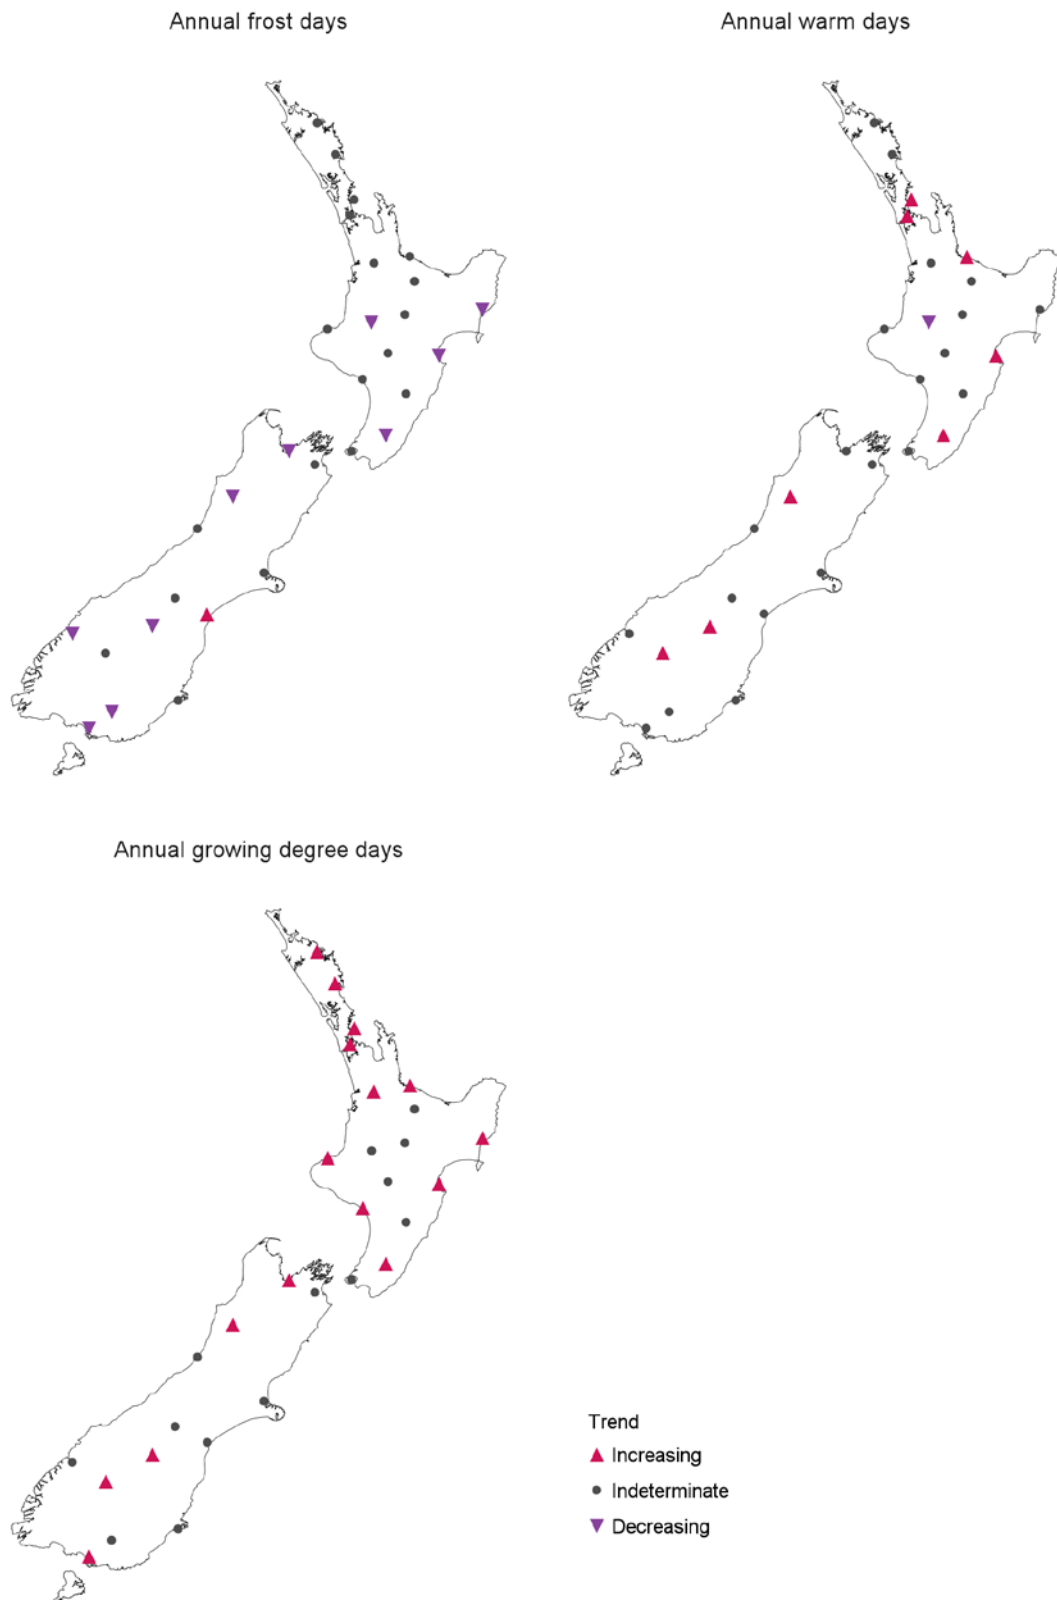 Annual frost days
Annual warm days
Annual growing degree days
Trend
Increasing
Indeterminate
Decreasing